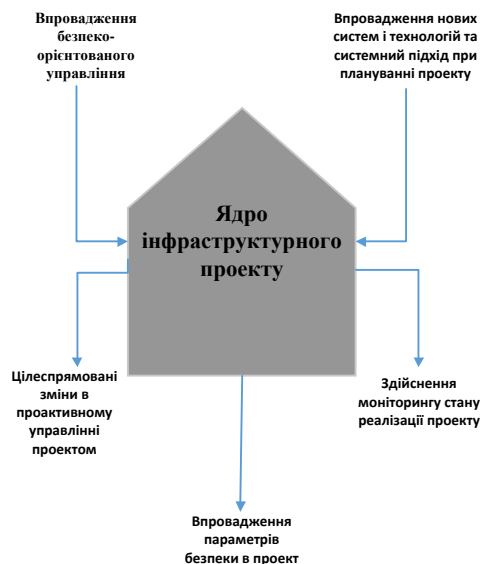 Впровадження
безпеко-
орієнтованого
управління
Впровадження нових
систем і технологій та
системний підхід при
плануванні проекту
Ядро
інфраструктурного
проекту
Цілеспрямовані
зміни в
проактивному
управлінні
проектом
Здійснення
моніторингу стану
реалізації проекту
Впровадження
параметрів
безпеки в проект